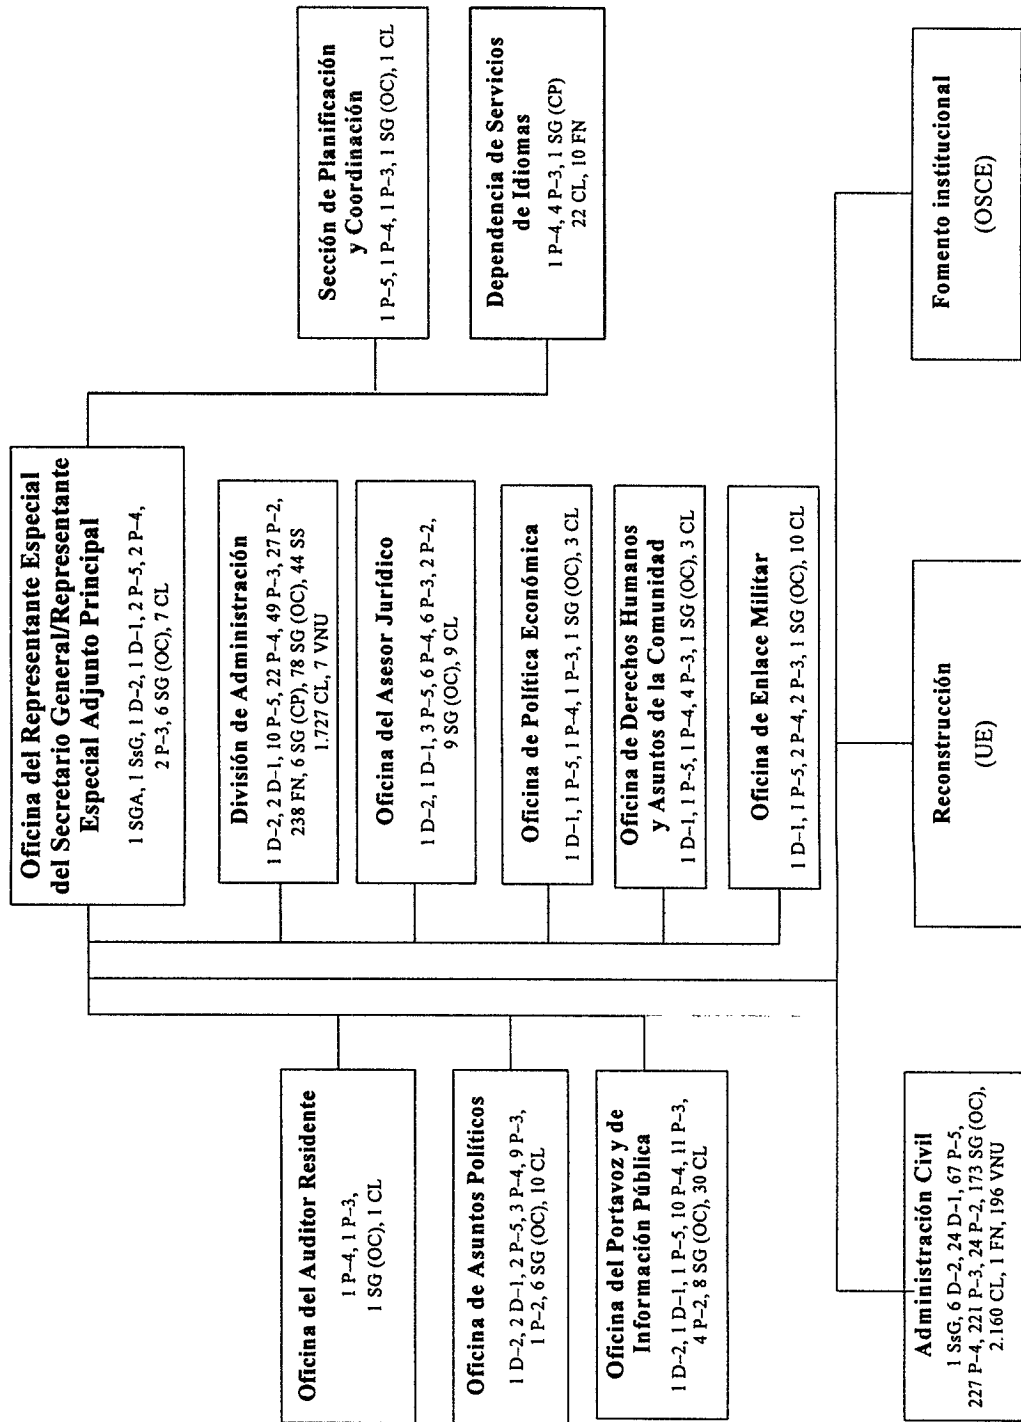 Oficina del Representante Especial
del Secretario General/Representante
Especial Adjunto Principal
1 SGA, 1 SsG, 1 D–2, 1 D–1, 2 P–5, 2 P–4,
2 P–3, 6 SG (OC), 7 CL
Sección de Planificación
y Coordinación
1 P–5, 1 P–4, 1 P–3, 1 SG (OC), 1 CL
Dependencia de Servicios
de Idiomas
1 P–4, 4 P–3, 1 SG (CP)
22 CL, 10 FN
División de Administración
1 D–2, 2 D–1, 10 P–5, 22 P–4, 49 P–3, 27 P–2,
238 FN, 6 SG (CP), 78 SG (OC), 44 SS
1.727 CL, 7 VNU
Oficina del Asesor Jurídico
1 D–2, 1 D–1, 3 P–5, 6 P–4, 6 P–3, 2 P–2,
9 SG (OC), 9 CL
Oficina de Política Económica
1 D–1, 1 P–5, 1 P–4, 1 P–3, 1 SG (OC), 3 CL
Oficina de Derechos Humanos
y Asuntos de la Comunidad
1 D–1, 1 P–5, 1 P–4, 4 P–3, 1 SG (OC), 3 CL
Oficina de Enlace Militar
1 D–1, 1 P–5, 2 P–4, 2 P–3, 1 SG (OC), 10 CL
Oficina del Auditor Residente
1 P–4, 1 P–3,
1 SG (OC), 1 CL
Oficina de Asuntos Políticos
1 D–2, 2 D–1, 2 P–5, 3 P–4, 9 P–3,
1 P–2, 6 SG (OC), 10 CL
Oficina del Portavoz y de
Información Pública
1 D–2, 1 D–1, 1 P–5, 10 P–4, 11 P–3,
4 P–2, 8 SG (OC), 30 CL
Administración Civil
1 SsG, 6 D–2, 24 D–1, 67 P–5,
227 P–4, 221 P–3, 24 P–2, 173 SG (OC),
2.160 CL, 1 FN, 196 VNU
Reconstrucción
(UE)
Fomento institucional
(OSCE)